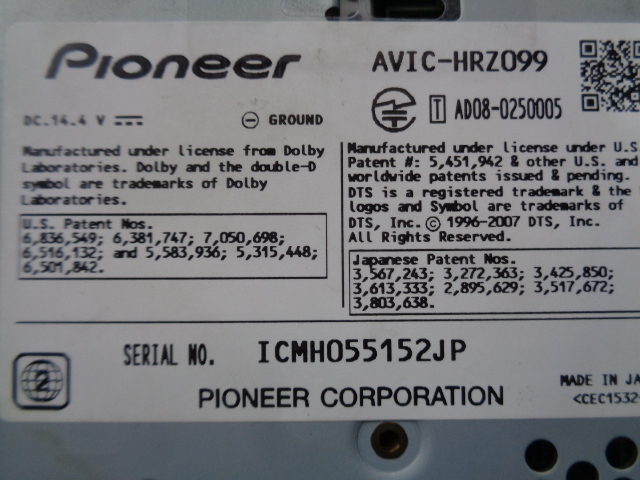 Pioneer
AVIC-HRZ099
DC.14.4 V
GROUND
T AD08-0250005
Manufactured under license from Dolby
Laboratories. Dolby and the double-D
symbol are trademarks of Dolby
Laboratories.
U.S. Patent Nos.
6,836,549; 6,381,747; 7,050,698;
6,516,132; and 5,583,936; 5,315,448;
6,501,842.
Manufactured under license under U.S
Patent #: 5,451,942 & other U.S. and
worldwide patents issued & pending.
DTS is a registered trademark & the
logos and Symbol are trademarks of
DTS, Inc. © 1996-2007 DTS, Inc.
All Rights Reserved.
Japanese Patent Nos.
3,567,243; 3,272,363; 3,425,850;
3,613,333; 2,895,629; 3,517,672;
3,803,638.
SERIAL NO. ICMH055152JP
2
PIONEER CORPORATION
MADE IN JA
<CEC1532